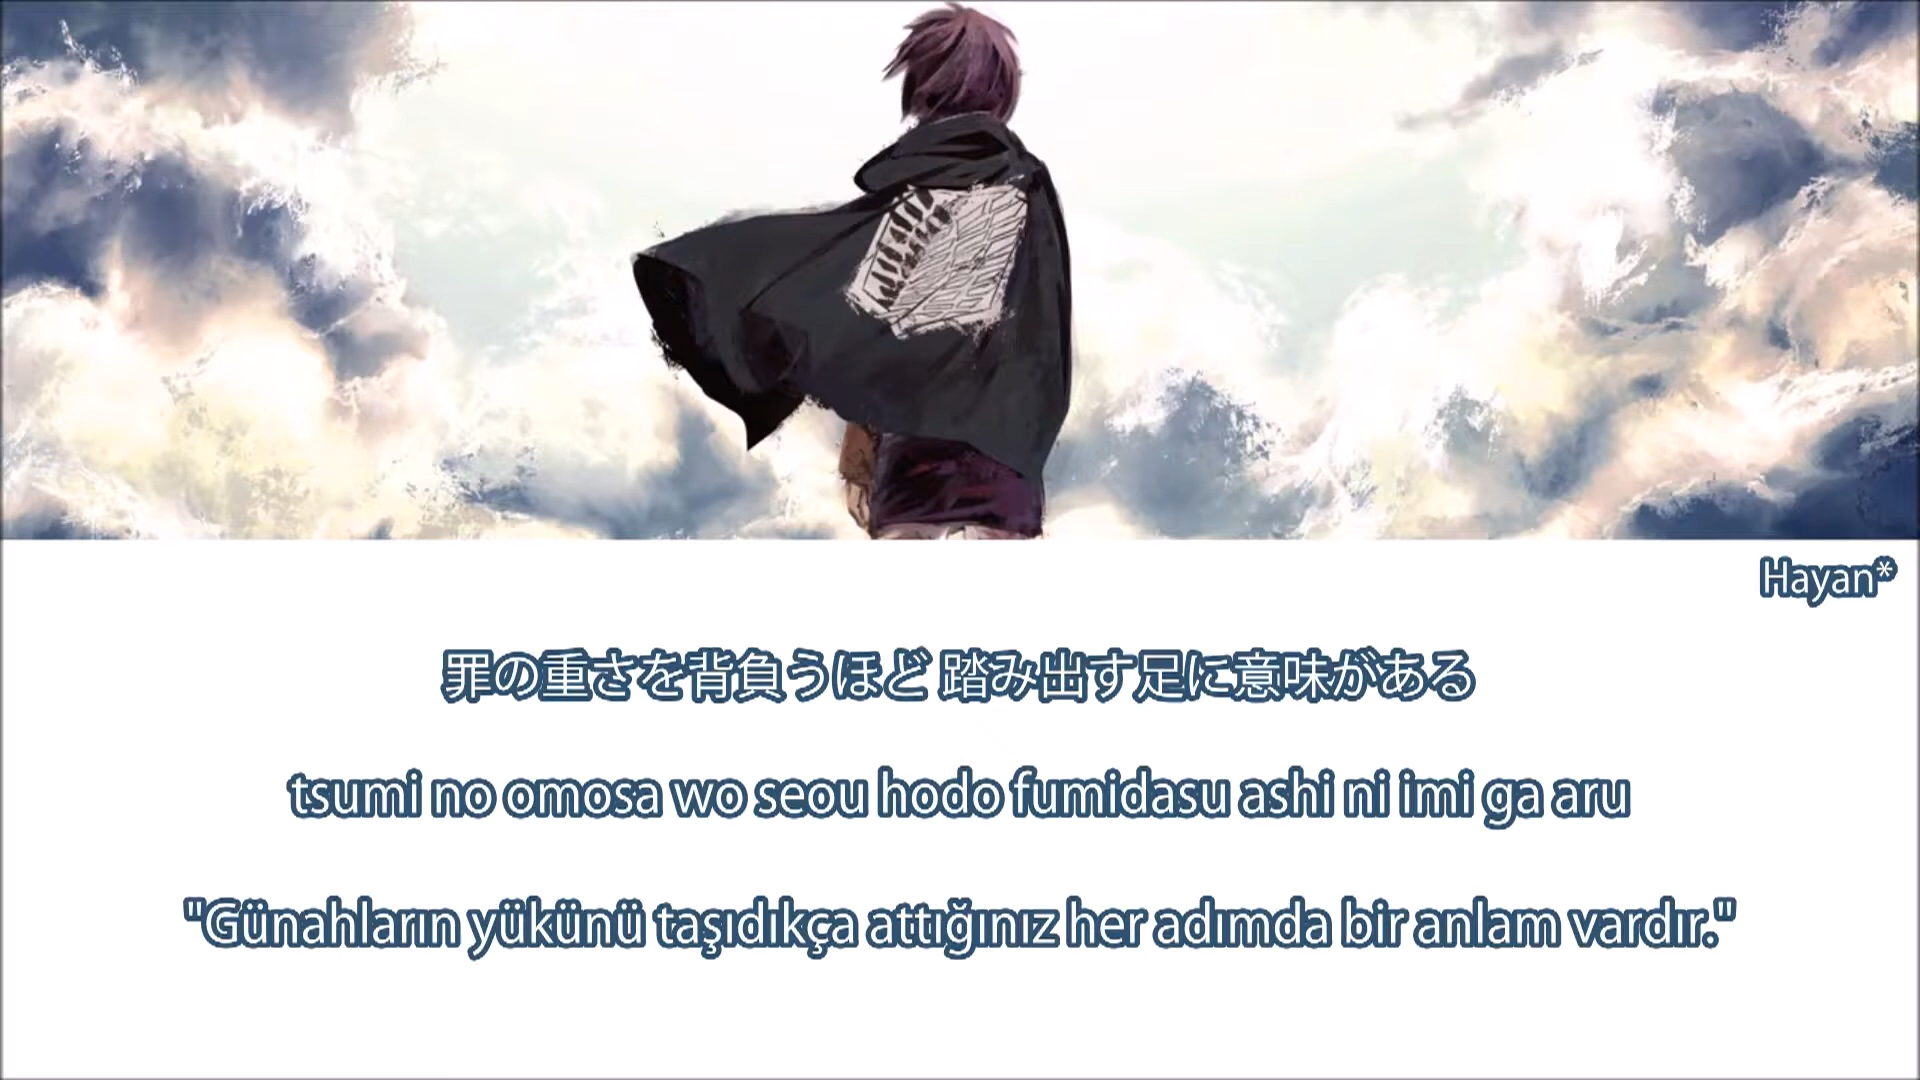 Hayan*
罪の重さを背負うほど 踏み出す足に意味がある
tsumi no omosa wo seou hodo fumidasu ashi ni imi ga aru
"Günahların yükünü taşıdıkça attığınız her adımda bir anlam vardır."